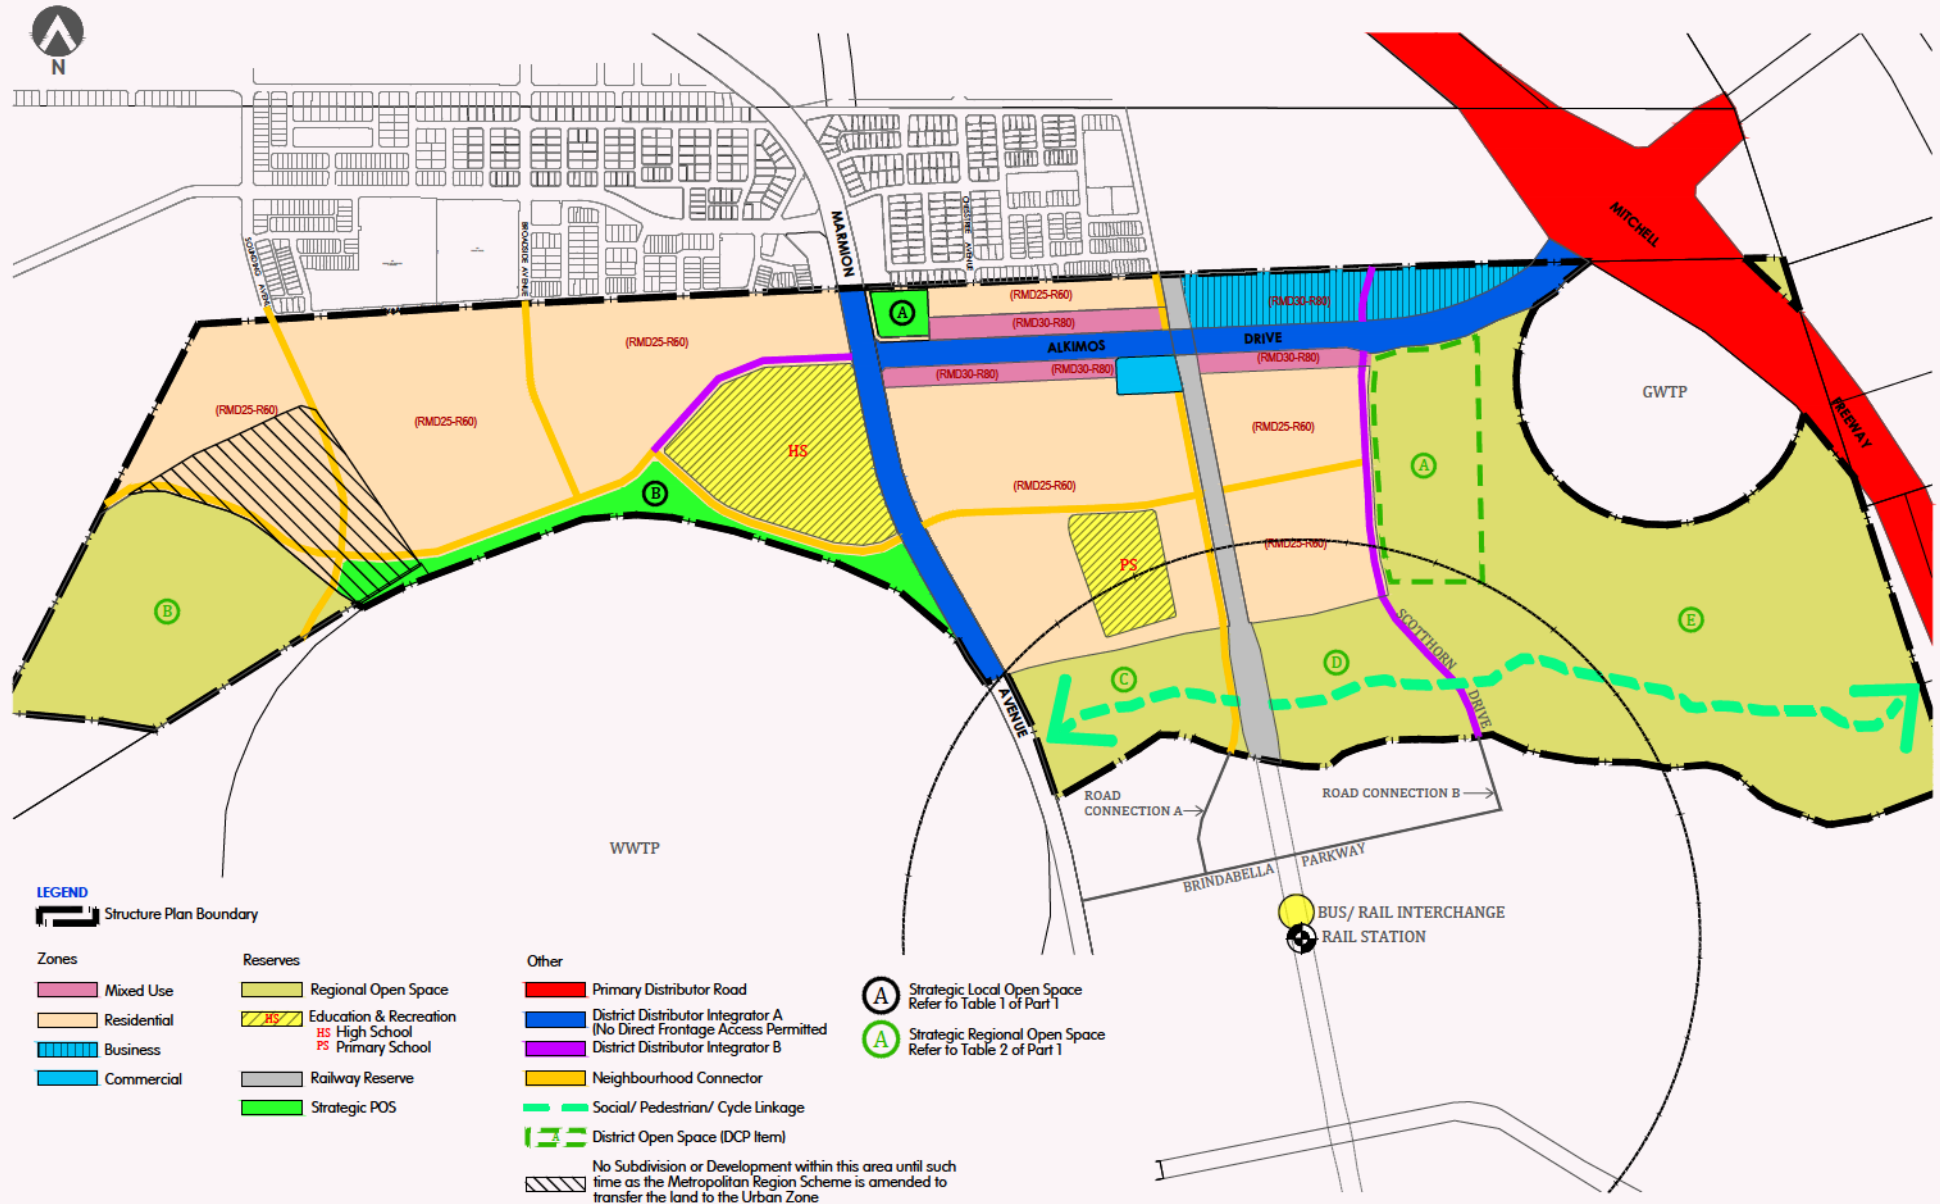 N
MARMION
CHESTREE AVENUE
BROADSIDE AVENUE
MITCHELL
FREEWAY
A
(RMD25-R60)
(RMD30-R80)
(RMD30-R80)
ALKIMOS
DRIVE
(RMD25-R60)
(RMD30-R80)
(RMD30-R80)
(RMD30-R80)
GWTP
(RMD25-R60)
(RMD25-R60)
(RMD25-R60)
HS
A
B
(RMD25-R60)
(RMD25-R60)
PS
B
SCOTTHORN
DRIVE
E
C
D
AVENUE
ROAD
CONNECTION A
ROAD CONNECTION B
WWTP
BRINDABELLA
PARKWAY
BUS/ RAIL INTERCHANGE
RAIL STATION
LEGEND
Structure Plan Boundary
Zones
Mixed Use
Residential
Business
Commercial
Reserves
Regional Open Space
HS
Education & Recreation
HS High School
PS Primary School
Railway Reserve
Strategic POS
Other
Primary Distributor Road
District Distributor Integrator A
(No Direct Frontage Access Permitted
District Distributor Integrator B
Neighbourhood Connector
Social/ Pedestrian/ Cycle Linkage
A
District Open Space (DCP Item)
No Subdivision or Development within this area until such
time as the Metropolitan Region Scheme is amended to
transfer the land to the Urban Zone
A
Strategic Local Open Space
Refer to Table 1 of Part 1
A
Strategic Regional Open Space
Refer to Table 2 of Part 1